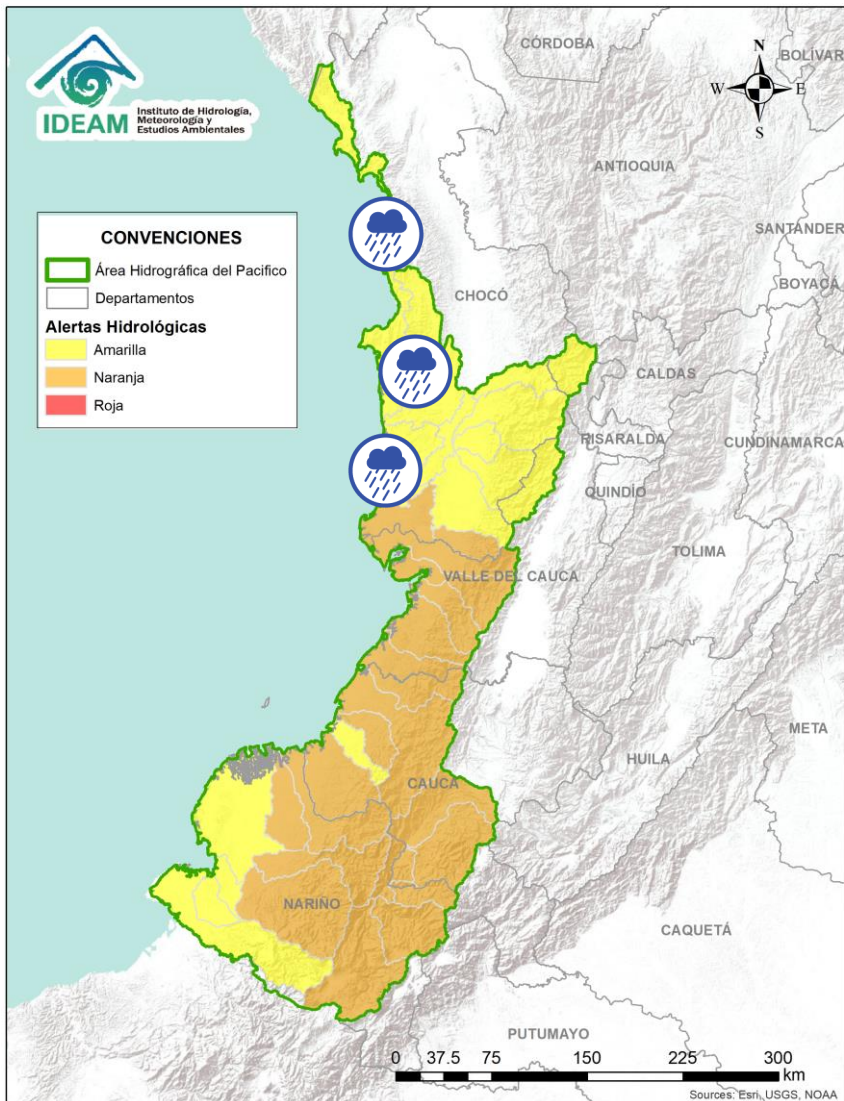 IDEAM
Instituto de Hidrología,
Meteorología y
Estudios Ambientales
CÓRDOBA
BOLÍVAR
N
W
E
S
ANTIOQUIA
SANTANDER
BOYACÁ
CONVENCIONES
Área Hidrográfica del Pacifico
Departamentos
Alertas Hidrológicas
Amarilla
Naranja
Roja
CHOCÓ
CALDAS
RISARALDA
CUNDINAMARCA
QUINDÍO
TOLIMA
VALLE DEL CAUCA
META
HUILA
CAUCA
NARIÑO
CAQUETÁ
PUTUMAYO
0 37.5 75 150 225 300
km
Sources: Esri, USGS, NOAA